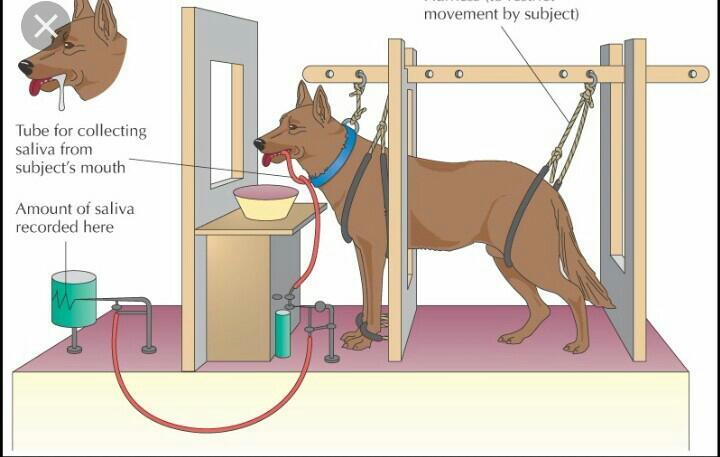 movement by subject)
Tube for collecting
saliva from
subject's mouth
Amount of saliva
recorded here